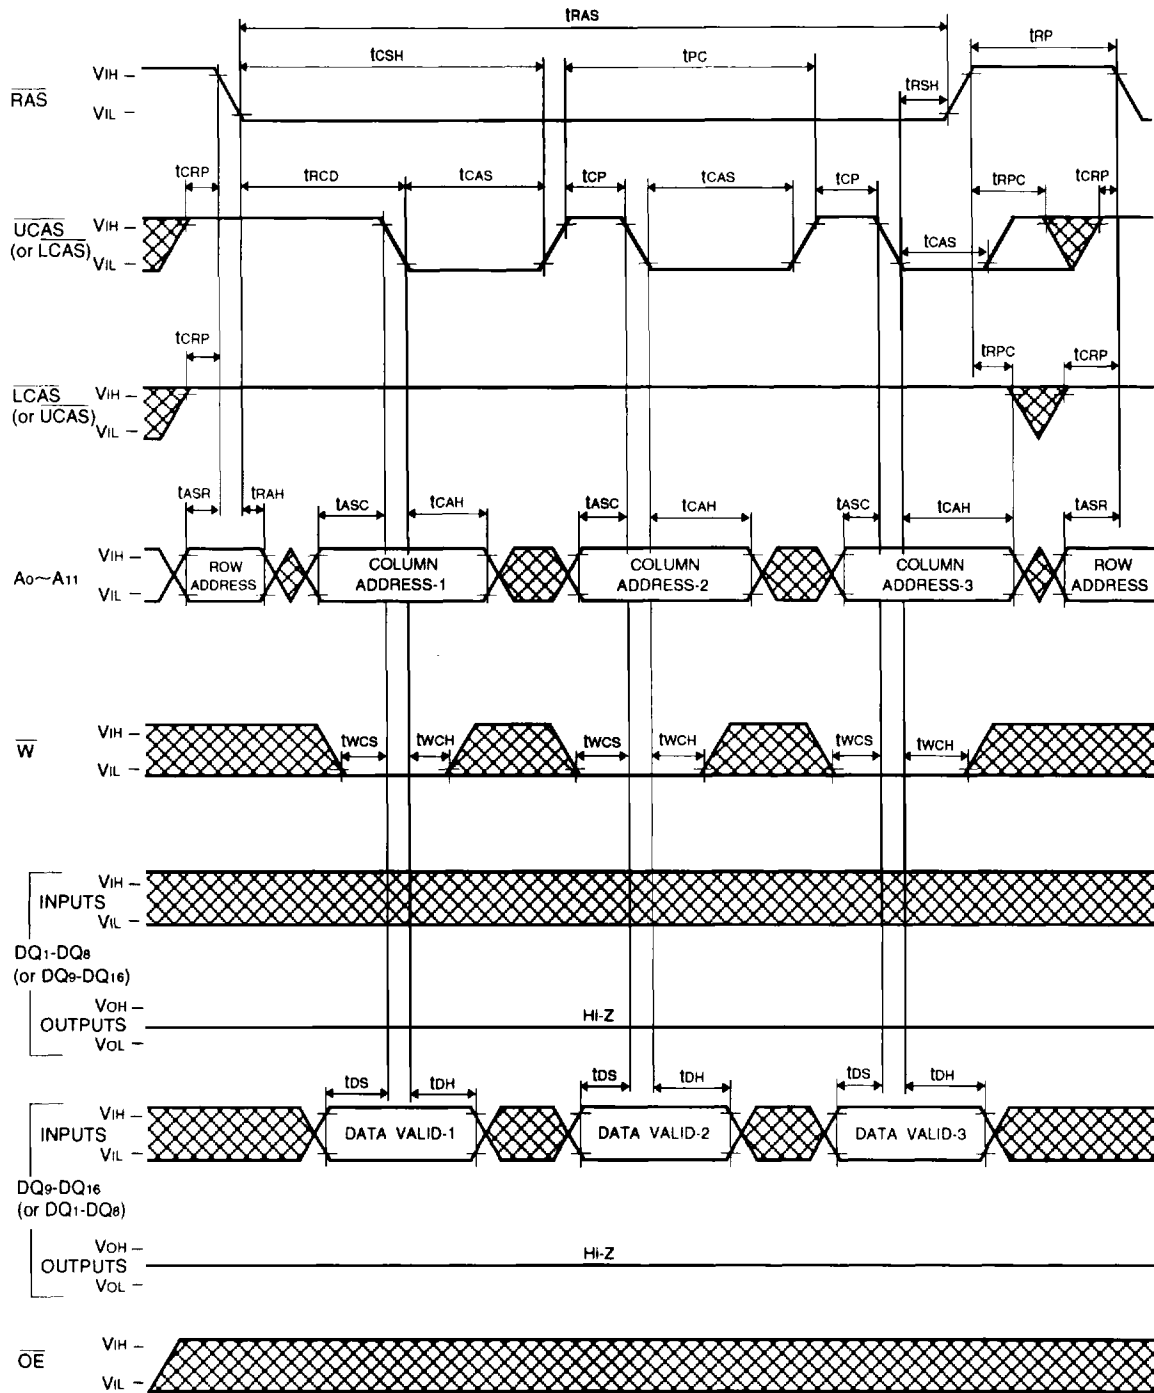 tRAS
tRP
tCSH
tPC
tRSH
RAS
VIH
VIL
tCRP
tRCD
tCAS
tCP
tCAS
tCP
tRPC
tCRP
tCAS
UCAS
(or LCAS)
VIH
VIL
tCRP
tRPC
tCRP
LCAS
(or UCAS)
VIH
VIL
tASR
tRAH
tASC
tCAH
tASC
tCAH
tASC
tCAH
tASR
A0~A11
VIH
VIL
ROW
ADDRESS
COLUMN
ADDRESS-1
COLUMN
ADDRESS-2
COLUMN
ADDRESS-3
ROW
ADDRESS
W
VIH
VIL
tWCS
tWCH
tWCS
tWCH
tWCS
tWCH
VIH
INPUTS
VIL
DQ1-DQ8
(or DQ9-DQ16)
VOH
OUTPUTS
VOL
Hi-Z
tDS
tDH
tDS
tDH
tDS
tDH
VIH
INPUTS
VIL
DATA VALID-1
DATA VALID-2
DATA VALID-3
DQ9-DQ16
(or DQ1-DQ8)
VOH
OUTPUTS
VOL
Hi-Z
OE
VIH
VIL